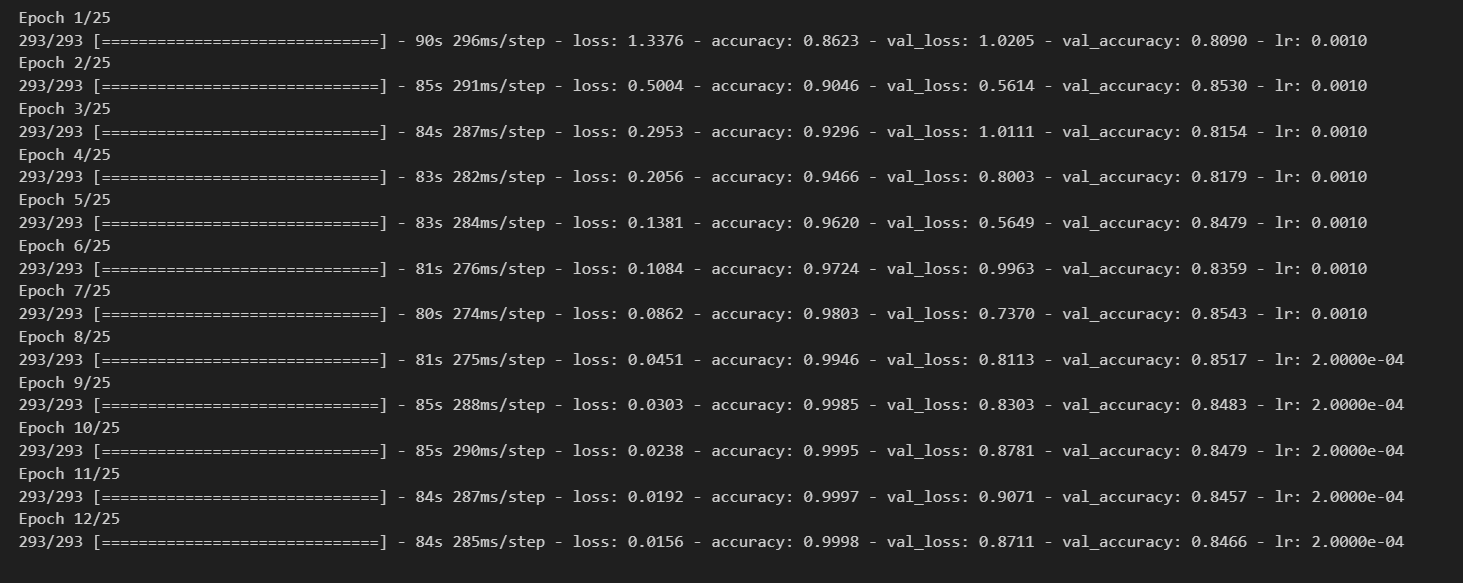 Epoch 1/25
293/293 [==============================] - 90s 296ms/step - loss: 1.3376 - accuracy: 0.8623 - val_loss: 1.0205 - val_accuracy: 0.8090 - lr: 0.0010
Epoch 2/25
293/293 [==============================] - 85s 291ms/step - loss: 0.5004 - accuracy: 0.9046 - val_loss: 0.5614 - val_accuracy: 0.8530 - lr: 0.0010
Epoch 3/25
293/293 [==============================] - 84s 287ms/step - loss: 0.2953 - accuracy: 0.9296 - val_loss: 1.0111 - val_accuracy: 0.8154 - lr: 0.0010
Epoch 4/25
293/293 [==============================] - 83s 282ms/step - loss: 0.2056 - accuracy: 0.9466 - val_loss: 0.8003 - val_accuracy: 0.8179 - lr: 0.0010
Epoch 5/25
293/293 [==============================] - 83s 284ms/step - loss: 0.1381 - accuracy: 0.9620 - val_loss: 0.5649 - val_accuracy: 0.8479 - lr: 0.0010
Epoch 6/25
293/293 [==============================] - 81s 276ms/step - loss: 0.1084 - accuracy: 0.9724 - val_loss: 0.9963 - val_accuracy: 0.8359 - lr: 0.0010
Epoch 7/25
293/293 [==============================] - 80s 274ms/step - loss: 0.0862 - accuracy: 0.9803 - val_loss: 0.7370 - val_accuracy: 0.8543 - lr: 0.0010
Epoch 8/25
293/293 [==============================] - 81s 275ms/step - loss: 0.0451 - accuracy: 0.9946 - val_loss: 0.8113 - val_accuracy: 0.8517 - lr: 2.0000e-04
Epoch 9/25
293/293 [==============================] - 85s 288ms/step - loss: 0.0303 - accuracy: 0.9985 - val_loss: 0.8303 - val_accuracy: 0.8483 - lr: 2.0000e-04
Epoch 10/25
293/293 [==============================] - 85s 290ms/step - loss: 0.0238 - accuracy: 0.9995 - val_loss: 0.8781 - val_accuracy: 0.8479 - lr: 2.0000e-04
Epoch 11/25
293/293 [==============================] - 84s 287ms/step - loss: 0.0192 - accuracy: 0.9997 - val_loss: 0.9071 - val_accuracy: 0.8457 - lr: 2.0000e-04
Epoch 12/25
293/293 [==============================] - 84s 285ms/step - loss: 0.0156 - accuracy: 0.9998 - val_loss: 0.8711 - val_accuracy: 0.8466 - lr: 2.0000e-04